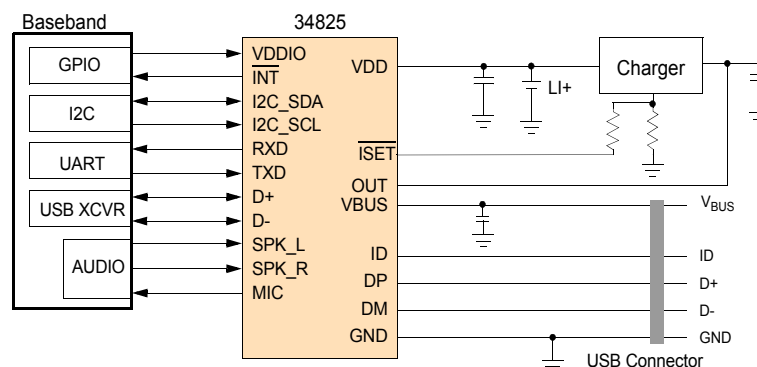 Baseband
34825
GPIO
I2C
UART
USB XCVR
AUDIO
VDDIO
INT
I2C_SDA
I2C_SCL
RXD
TXD
D+
D-
SPK_L
SPK_R
MIC
VDD
ISET
OUT
VBUS
ID
DP
DM
GND
LI+
Charger
VBUS
ID
D+
D-
GND
USB Connector